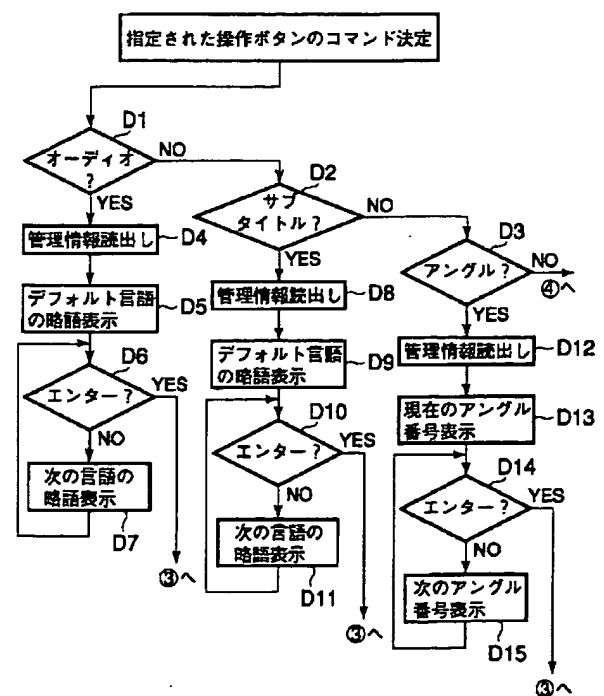 指定された操作ボタンのコマンド決定
D1
オーディオ
?
NO
YES
管理情報読出し
D4
デフォルト言語
の略語表示
D5
D6
エンター?
YES
NO
次の言語の
略語表示
D7
③へ
D2
サブ
タイトル?
NO
YES
管理情報読出し
D8
デフォルト言語
の略語表示
D9
D10
エンター?
YES
NO
次の言語の
略語表示
D11
③へ
D3
アングル?
NO
④へ
YES
管理情報読出し
D12
現在のアングル
番号表示
D13
D14
エンター?
YES
NO
次のアングル
番号表示
D15
③へ